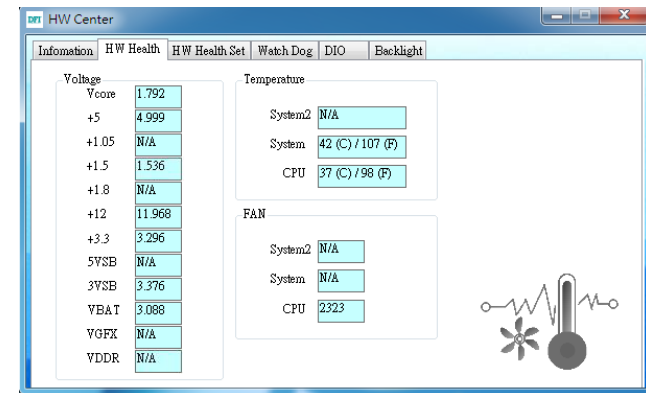 DFI HW Center
Infomation HW Health HW Health Set Watch Dog DIO Backlight
Voltage
Vcore 1.792
+5 4.999
+1.05 N/A
+1.5 1.536
+1.8 N/A
+12 11.968
+3.3 3.296
5VSB N/A
3VSB 3.376
VBAT 3.088
VGFX N/A
VDDR N/A
Temperature
System2 N/A
System 42 (C) / 107 (F)
CPU 37 (C) / 98 (F)
FAN
System2 N/A
System N/A
CPU 2323